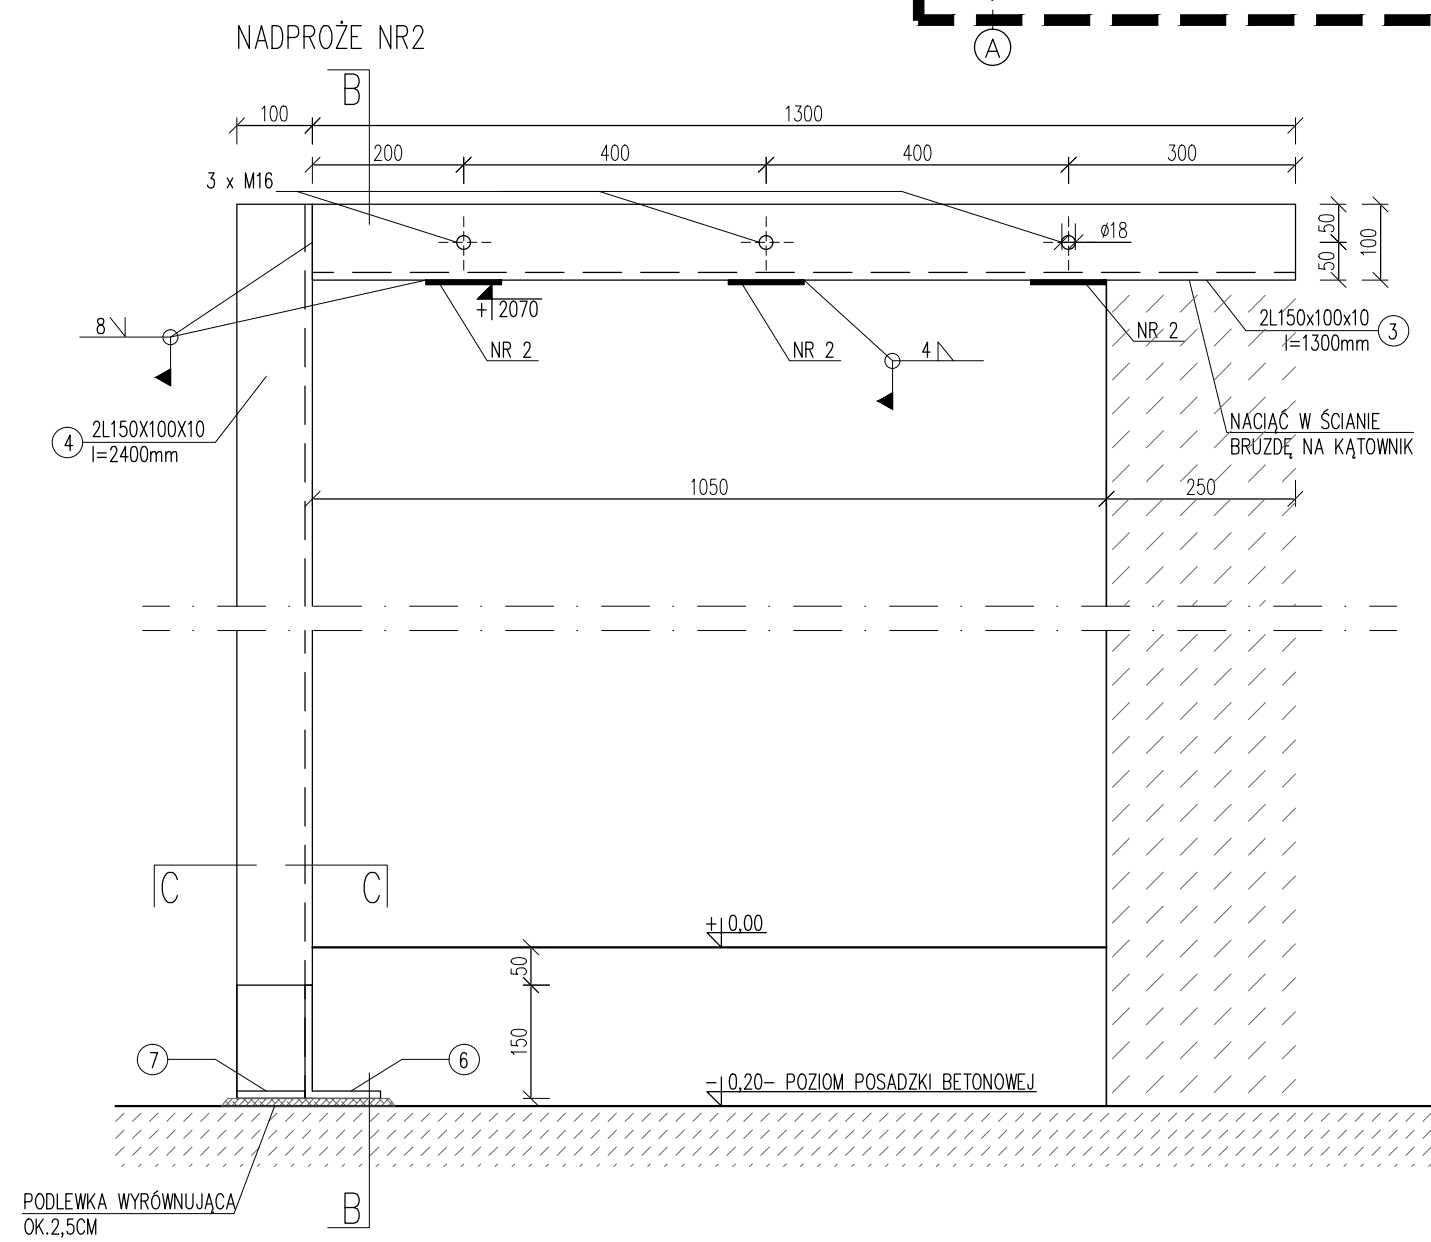 A
NADPROŻE NR2
B
100
1300
200
400
400
300
3 x M16
ø18
50
50
100
+ 2070
NR 2
NR 2
NR 2
8
4
2L150x100x10
l=1300mm
3
4
2L150X100X10
l=2400mm
NACIĄĆ W ŚCIANIE
BRUZDĘ NA KĄTOWNIK
1050
250
C
C
+ 0,00
50
150
7
6
- 0,20- POZIOM POSADZKI BETONOWEJ
PODLEWKA WYRÓWNUJĄCA
OK.2,5CM
B